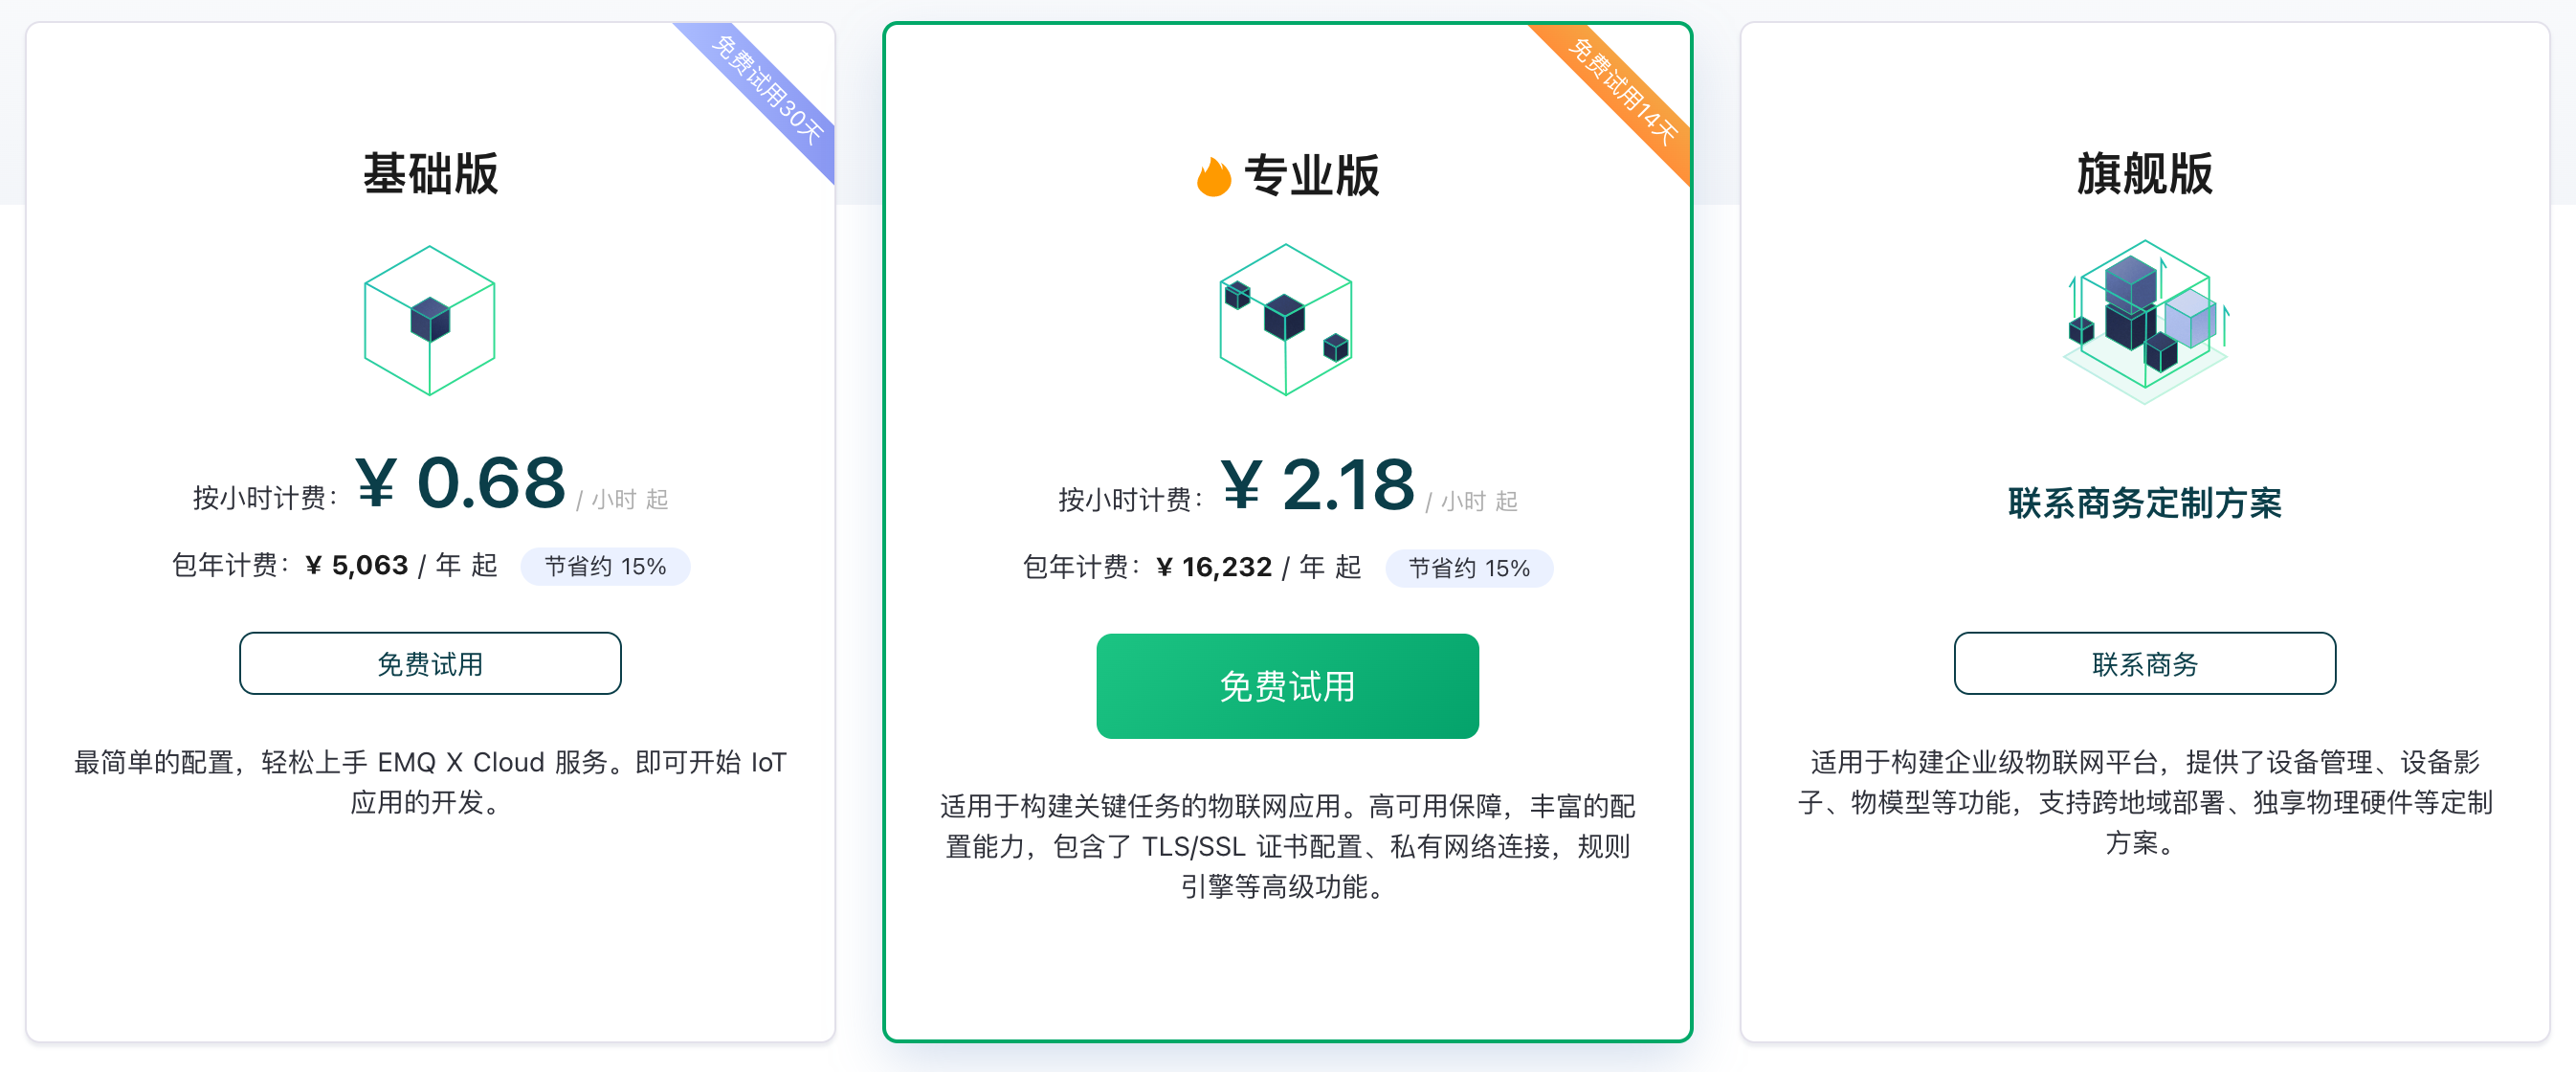 免费试用30天
基础版
按小时计费：¥ 0.68 / 小时 起
包年计费：¥ 5,063 / 年 起 节省约 15%
免费试用
最简单的配置，轻松上手 EMQ X Cloud 服务。即可开始 IoT
应用的开发。
免费试用14天
专业版
按小时计费：¥ 2.18 / 小时 起
包年计费：¥ 16,232 / 年 起 节省约 15%
免费试用
适用于构建关键任务的物联网应用。高可用保障，丰富的配
置能力，包含了 TLS/SSL 证书配置、私有网络连接，规则
引擎等高级功能。
旗舰版
联系商务定制方案
联系商务
适用于构建企业级物联网平台，提供了设备管理、设备影
子、物模型等功能，支持跨地域部署、独享物理硬件等定制
方案。